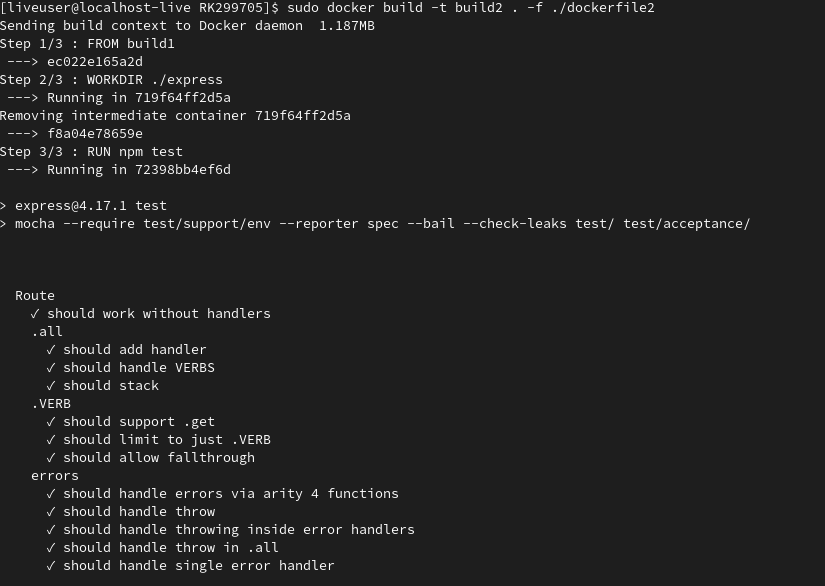 [liveuser@localhost-live RK299705]$ sudo docker build -t build2 . -f ./dockerfile2
Sending build context to Docker daemon  1.187MB
Step 1/3 : FROM build1
 ---> ec022e165a2d
Step 2/3 : WORKDIR ./express
 ---> Running in 719f64ff2d5a
Removing intermediate container 719f64ff2d5a
 ---> f8a04e78659e
Step 3/3 : RUN npm test
 ---> Running in 72398bb4ef6d
> express@4.17.1 test
> mocha --require test/support/env --reporter spec --bail --check-leaks test/ test/acceptance/
  Route
    ✓ should work without handlers
    .all
      ✓ should add handler
      ✓ should handle VERBS
      ✓ should stack
    .VERB
      ✓ should support .get
      ✓ should limit to just .VERB
      ✓ should allow fallthrough
    errors
      ✓ should handle errors via arity 4 functions
      ✓ should handle throw
      ✓ should handle throwing inside error handlers
      ✓ should handle throw in .all
      ✓ should handle single error handler